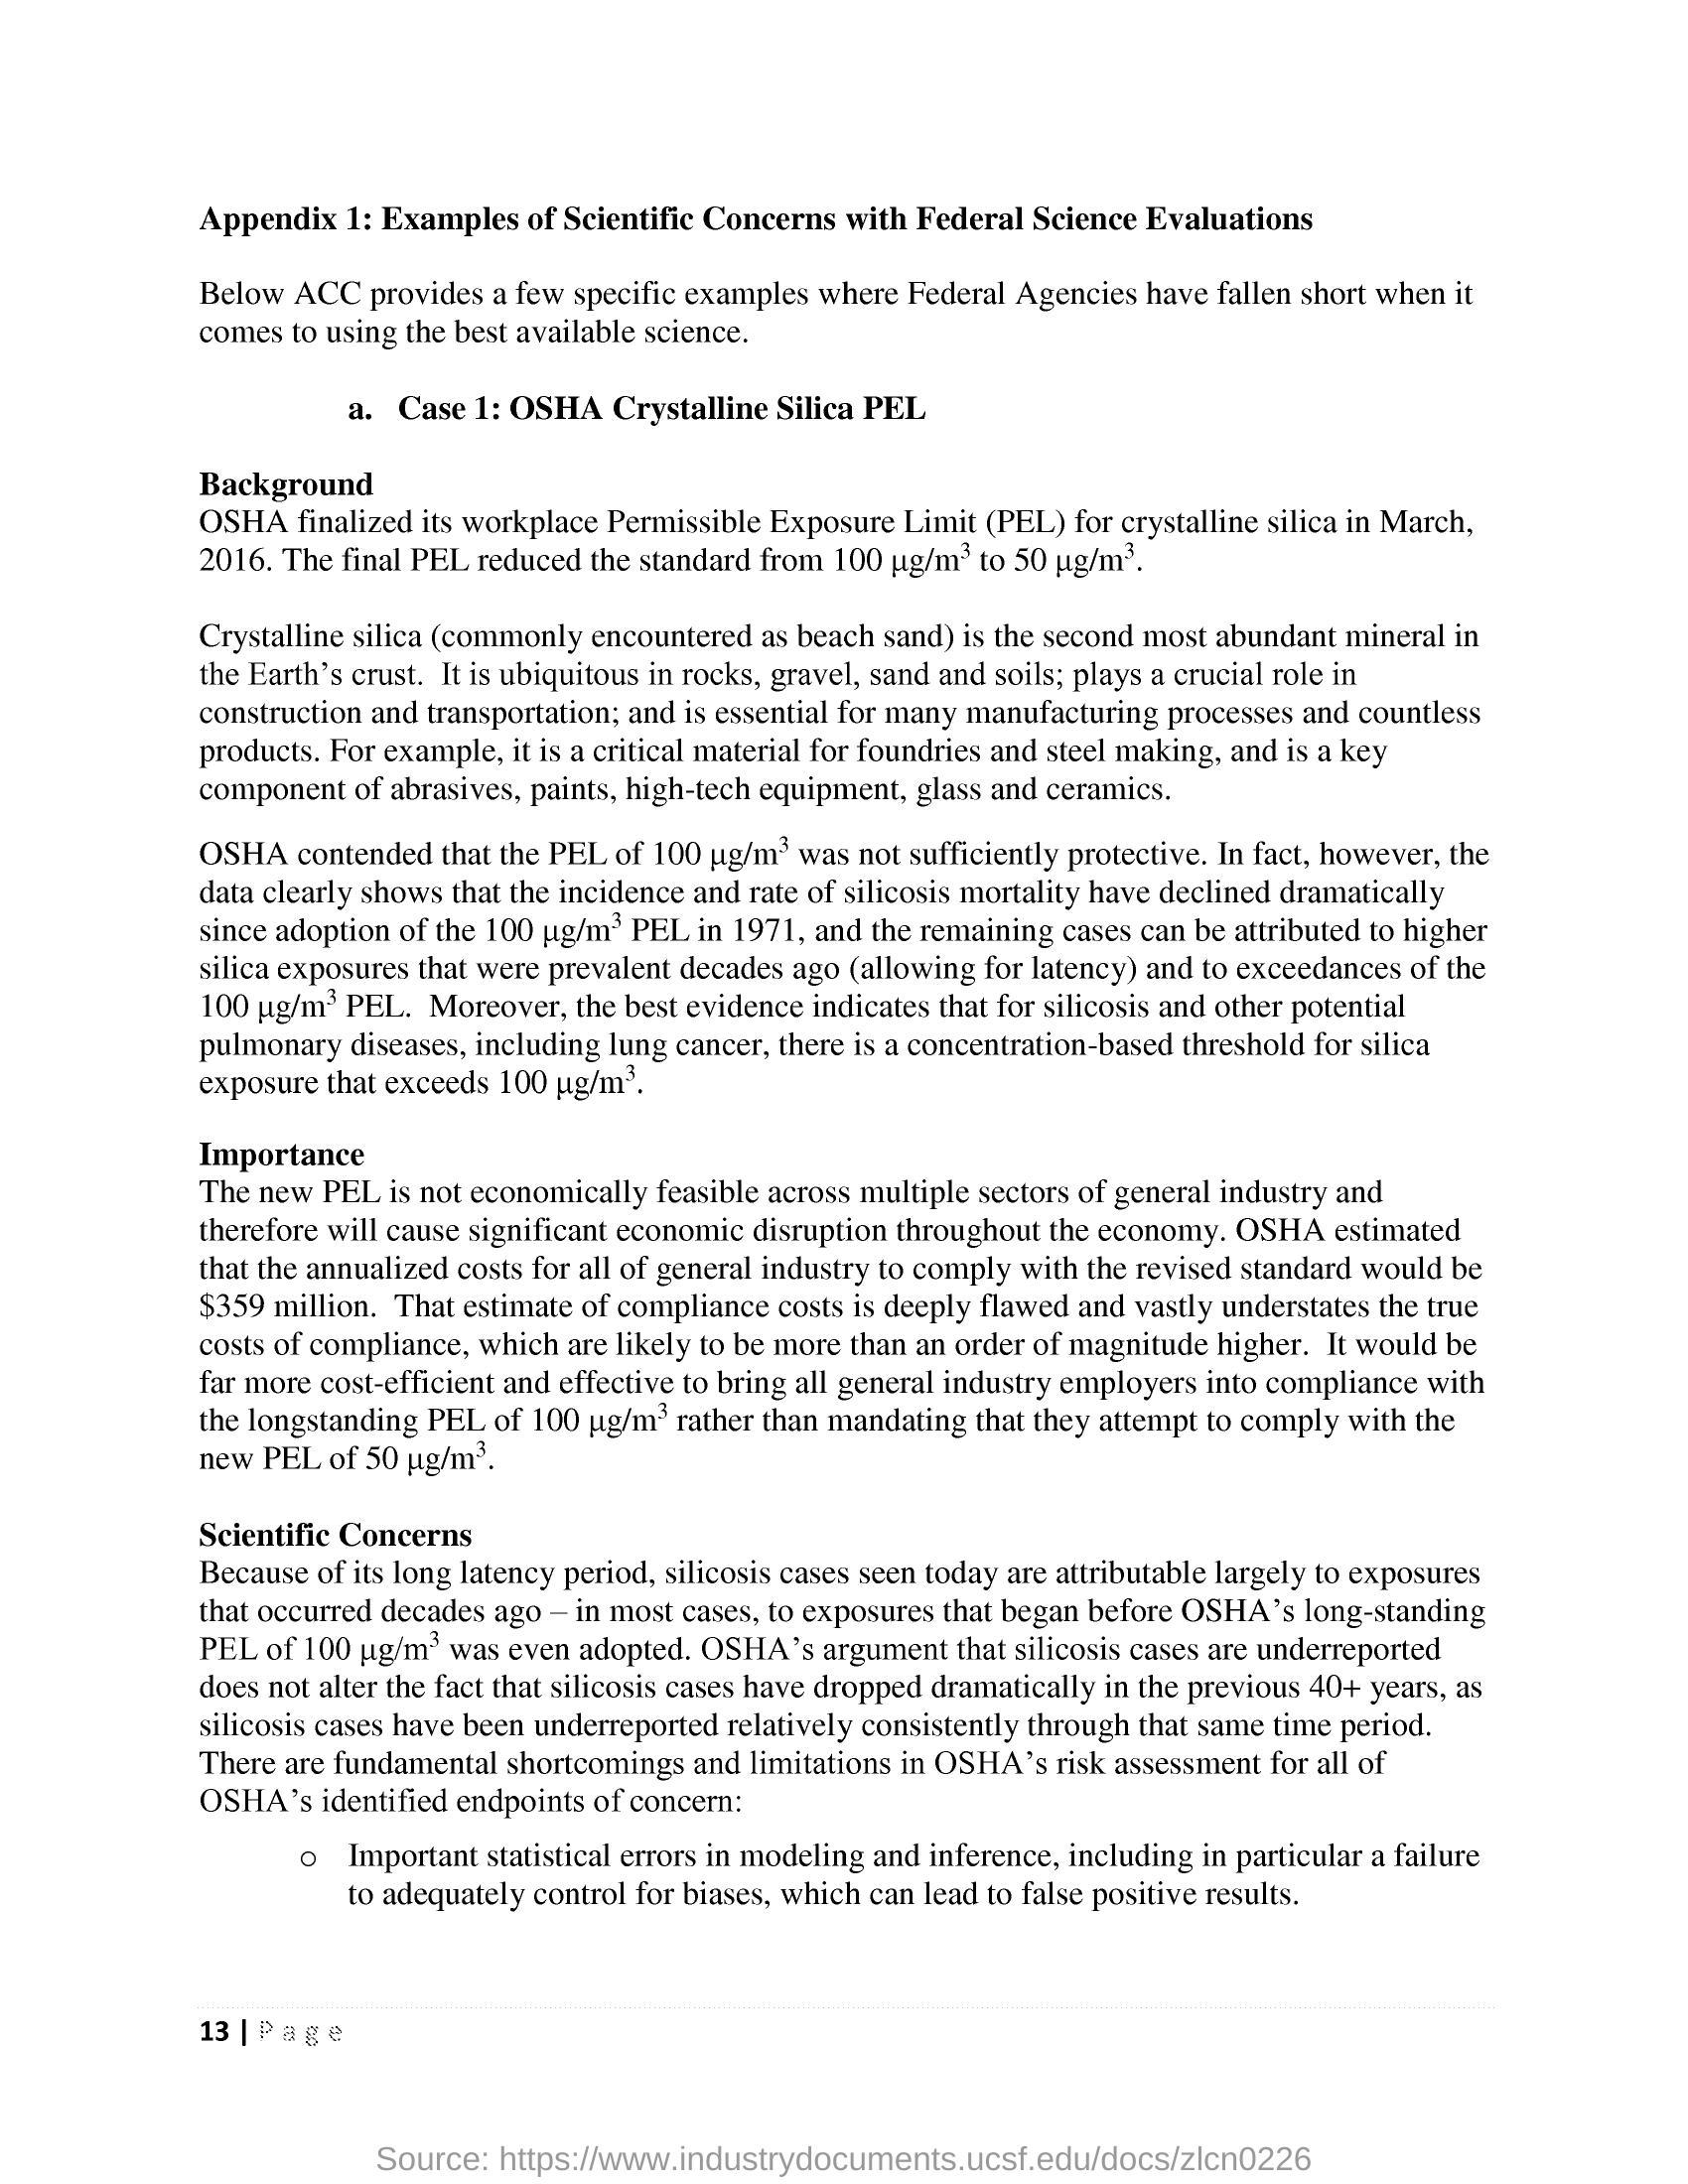 Appendix 1: Examples of Scientific Concerns with Federal Science Evaluations
Below ACC provides a few specific examples where Federal Agencies have fallen short when it
comes to using the best available science.
a. Case 1: OSHA Crystalline Silica PEL
Background
OSHA finalized its workplace Permissible Exposure Limit (PEL) for crystalline silica in March,
2016. The final PEL reduced the standard from 100 µg/m³ to 50 µg/m³.
Crystalline silica (commonly encountered as beach sand) is the second most abundant mineral in
the Earth's crust. It is ubiquitous in rocks, gravel, sand and soils; plays a crucial role in
construction and transportation; and is essential for many manufacturing processes and countless
products. For example, it is a critical material for foundries and steel making, and is a key
component of abrasives, paints, high-tech equipment, glass and ceramics.
OSHA contended that the PEL of 100 µg/m³ was not sufficiently protective. In fact, however, the
data clearly shows that the incidence and rate of silicosis mortality have declined dramatically
since adoption of the 100 µg/m³ PEL in 1971, and the remaining cases can be attributed to higher
silica exposures that were prevalent decades ago (allowing for latency) and to exceedances of the
100 µg/m³ PEL. Moreover, the best evidence indicates that for silicosis and other potential
pulmonary diseases, including lung cancer, there is a concentration-based threshold for silica
exposure that exceeds 100 µg/m³.
Importance
The new PEL is not economically feasible across multiple sectors of general industry and
therefore will cause significant economic disruption throughout the economy. OSHA estimated
that the annualized costs for all of general industry to comply with the revised standard would be
$359 million. That estimate of compliance costs is deeply flawed and vastly understates the true
costs of compliance, which are likely to be more than an order of magnitude higher. It would be
far more cost-efficient and effective to bring all general industry employers into compliance with
the longstanding PEL of 100 µg/m³ rather than mandating that they attempt to comply with the
new PEL of 50 µg/m³.
Scientific Concerns
Because of its long latency period, silicosis cases seen today are attributable largely to exposures
that occurred decades ago – in most cases, to exposures that began before OSHA's long-standing
PEL of 100 µg/m³ was even adopted. OSHA's argument that silicosis cases are underreported
does not alter the fact that silicosis cases have dropped dramatically in the previous 40+ years, as
silicosis cases have been underreported relatively consistently through that same time period.
There are fundamental shortcomings and limitations in OSHA's risk assessment for all of
OSHA's identified endpoints of concern:
o Important statistical errors in modeling and inference, including in particular a failure
to adequately control for biases, which can lead to false positive results.
13 | Page
Source: https://www.industrydocuments.ucsf.edu/docs/zlcn0226